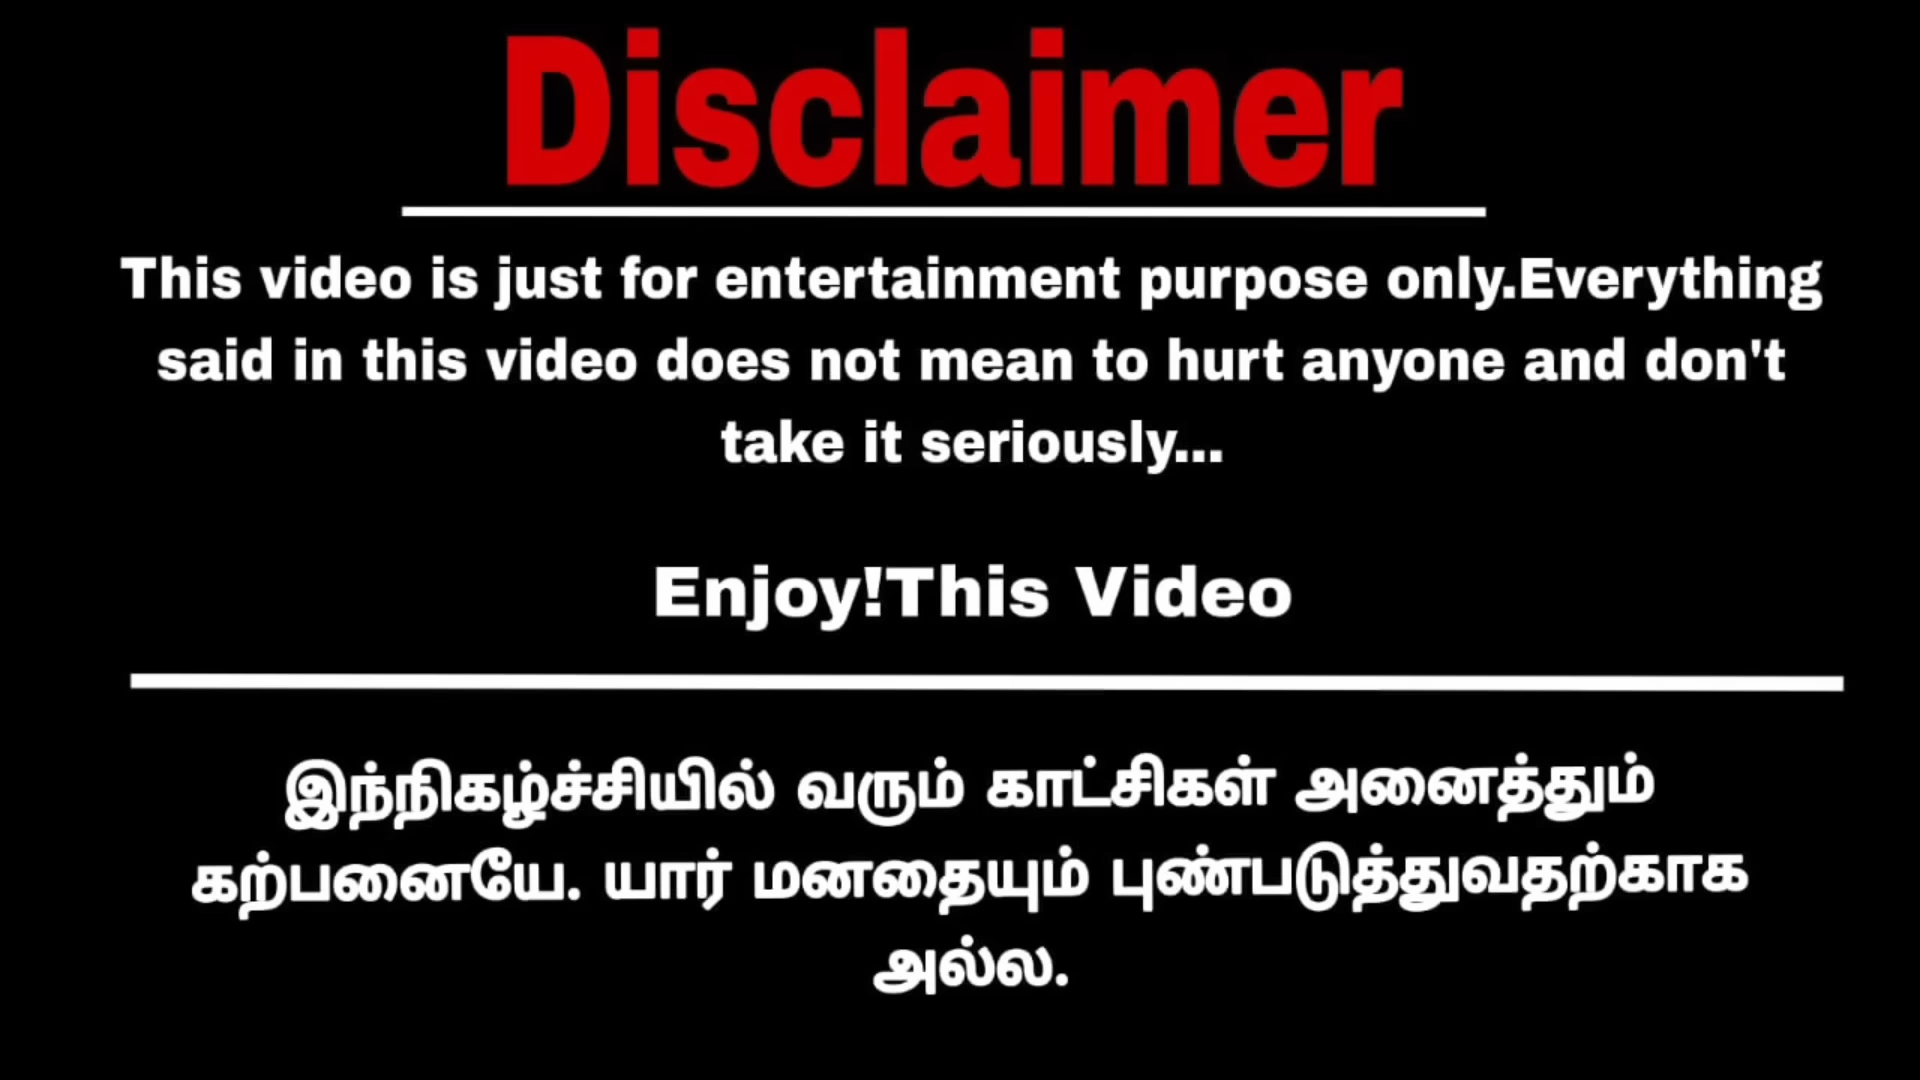 Disclaimer
This video is just for entertainment purpose only.Everything
said in this video does not mean to hurt anyone and don't
take it seriously...
Enjoy!This Video
இந்நிகழ்ச்சியில் வரும் காட்சிகள் அனைத்தும்
கற்பனையே. யார் மனதையும் புண்படுத்துவதற்காக
அல்ல.